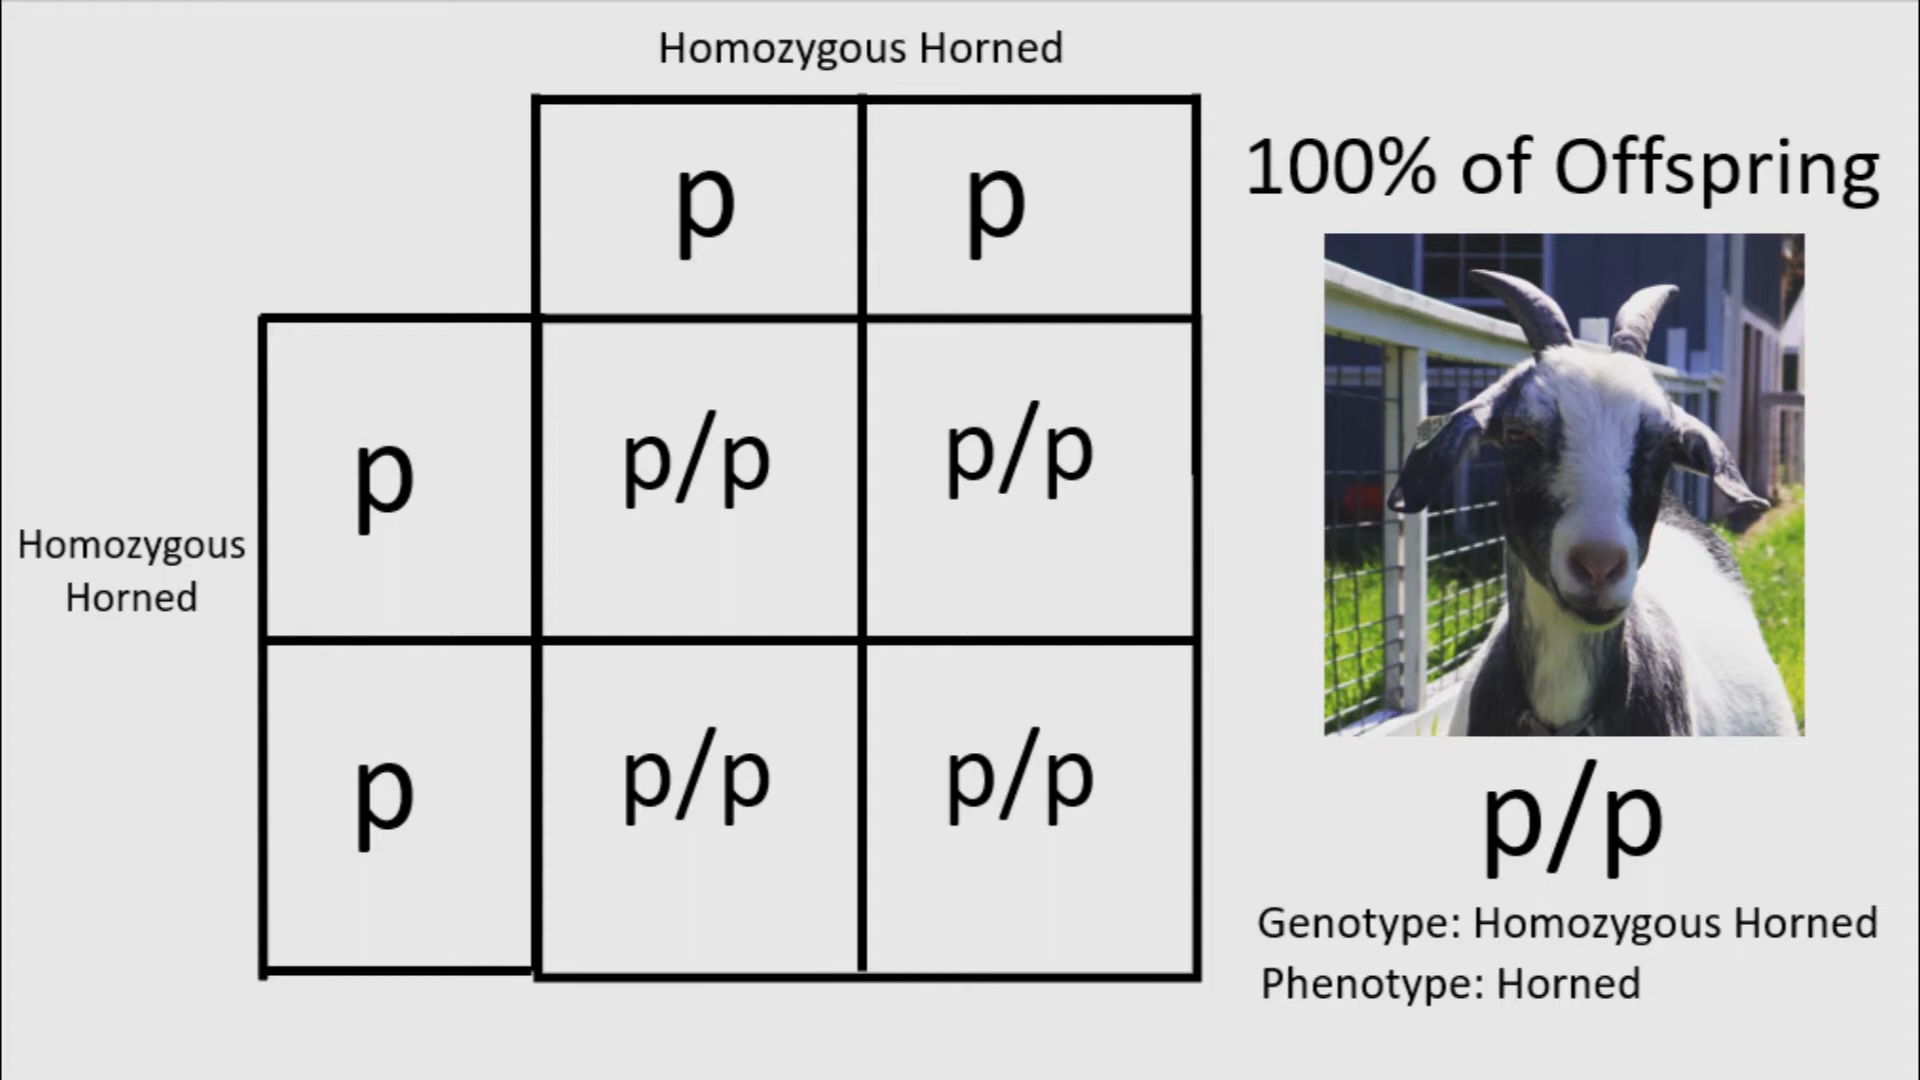 Homozygous Horned
p p
p p/p p/p
Homozygous
Horned
p p/p p/p
100% of Offspring
p/p
Genotype: Homozygous Horned
Phenotype: Horned